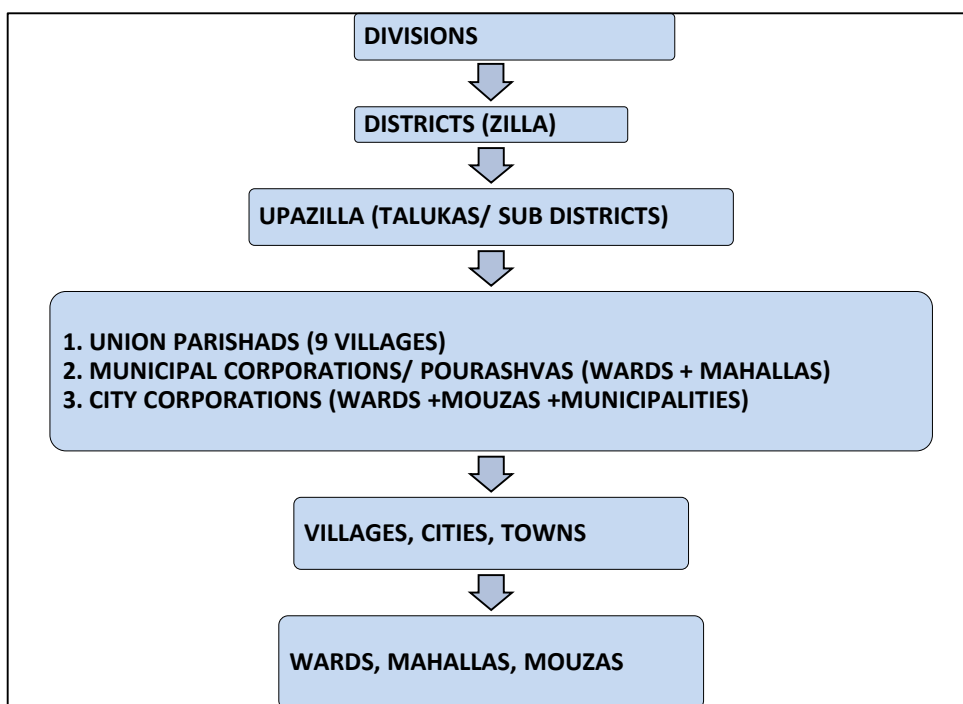 DIVISIONS
DISTRICTS (ZILLA)
UPAZILLA (TALUKAS/ SUB DISTRICTS)
1. UNION PARISHADS (9 VILLAGES)
2. MUNICIPAL CORPORATIONS/ POURASHVAS (WARDS + MAHALLAS)
3. CITY CORPORATIONS (WARDS +MOUZAS +MUNICIPALITIES)
VILLAGES, CITIES, TOWNS
WARDS, MAHALLAS, MOUZAS